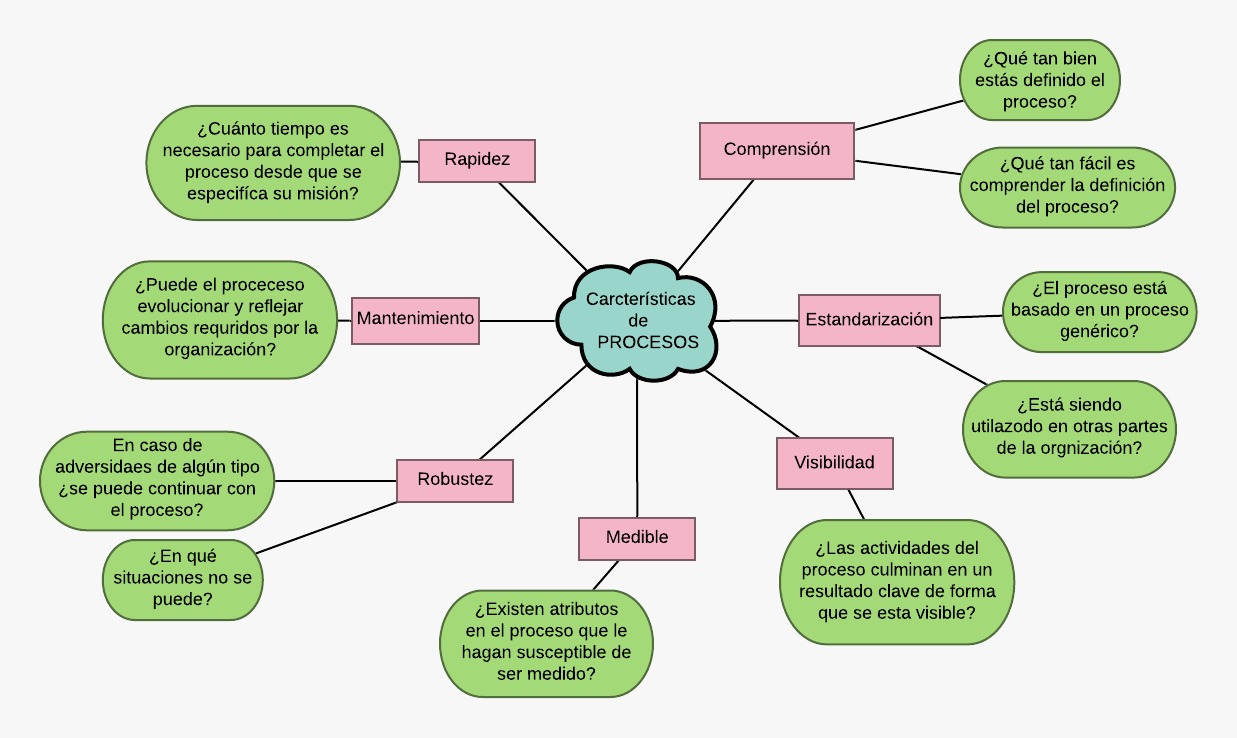 Carcterísticas
de
PROCESOS
Rapidez
¿Cuánto tiempo es
necesario para completar el
proceso desde que se
especifíca su misión?
Comprensión
¿Qué tan bien
estás definido el
proceso?
¿Qué tan fácil es
comprender la definición
del proceso?
Mantenimiento
¿Puede el proceceso
evolucionar y reflejar
cambios requridos por la
organización?
Estandarización
¿El proceso está
basado en un proceso
genérico?
¿Está siendo
utilazodo en otras partes
de la orgnización?
Robustez
En caso de
adversidaes de algún tipo
¿se puede continuar con
el proceso?
¿En qué
situaciones no se
puede?
Medible
¿Existen atributos
en el proceso que le
hagan susceptible de
ser medido?
Visibilidad
¿Las actividades del
proceso culminan en un
resultado clave de forma
que se esta visible?